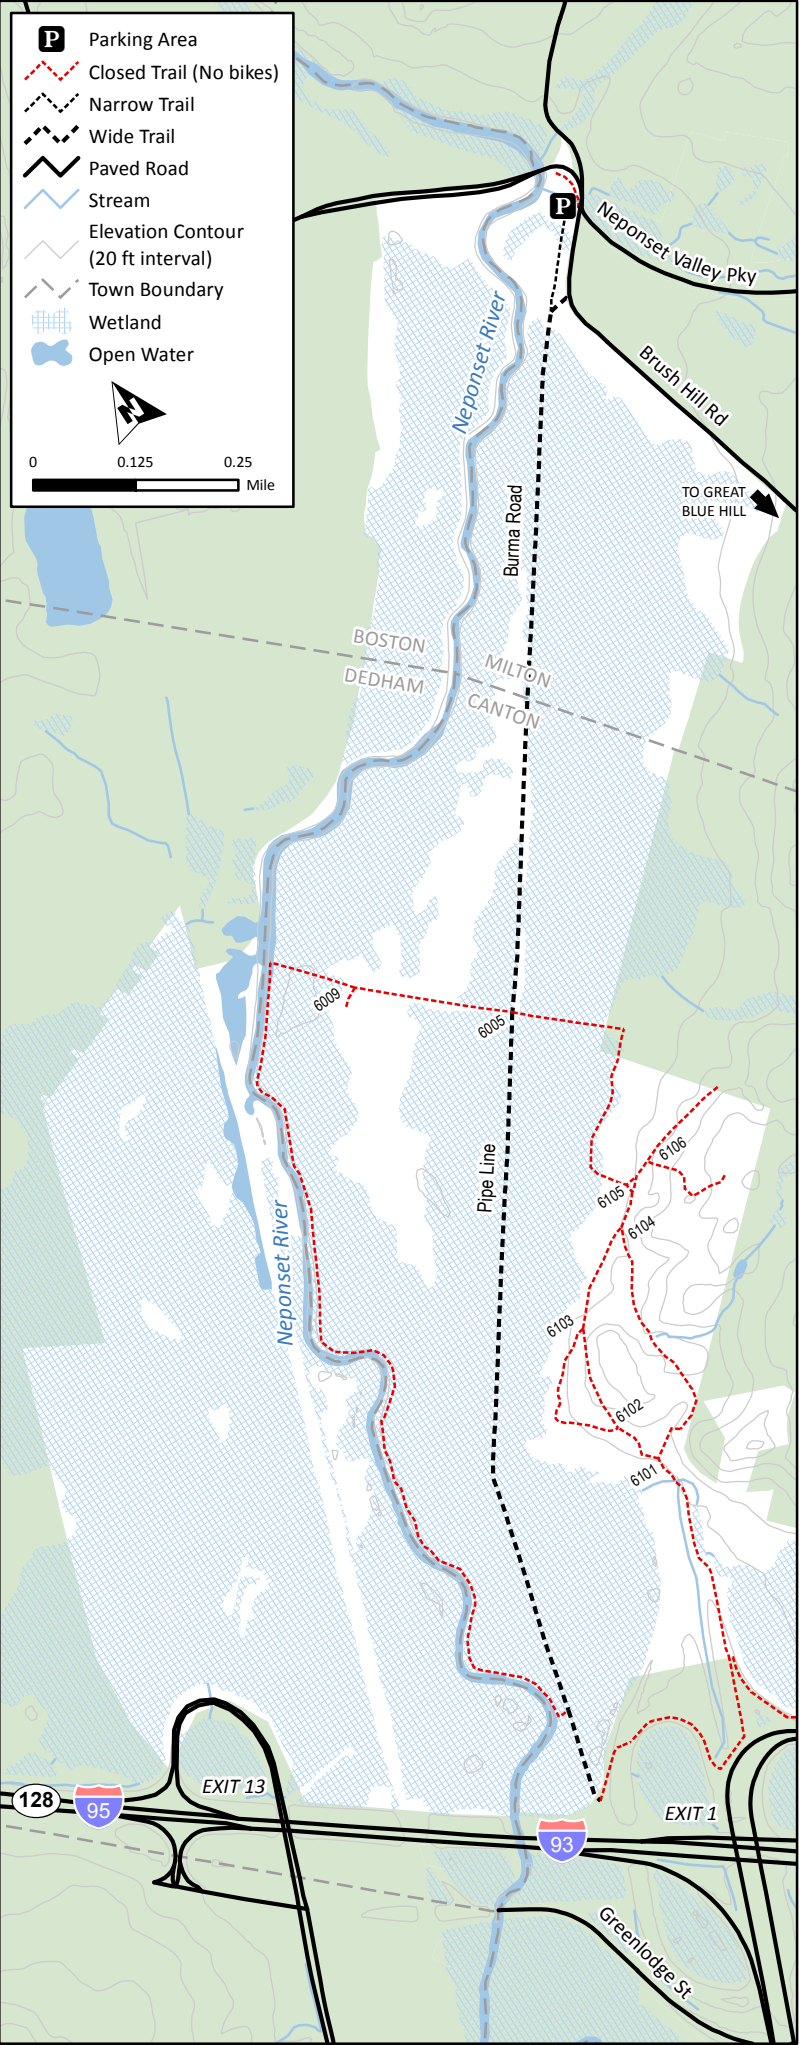 P Parking Area
Closed Trail (No bikes)
Narrow Trail
Wide Trail
Paved Road
Stream
Elevation Contour
(20 ft interval)
Town Boundary
Wetland
Open Water
N
0 0.125 0.25
Mile
P
Neponset Valley Pky
Neponset River
Brush Hill Rd
TO GREAT
BLUE HILL
Burma Road
BOSTON
DEDHAM
MILTON
CANTON
6009
6005
Pipe Line
6106
6105
6104
Neponset River
6103
6102
6101
EXIT 13
128
95
93
EXIT 1
Greenlodge St